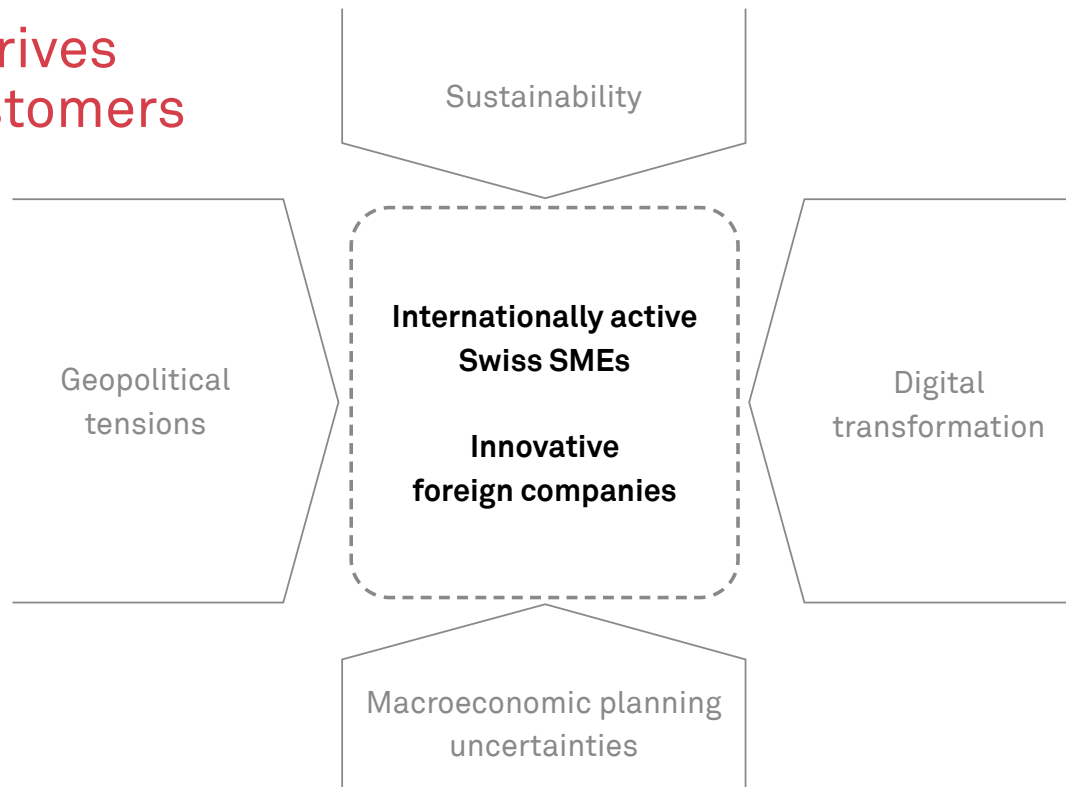 rives
stomers
Sustainability
Geopolitical
tensions
Internationally active
Swiss SMEs
Innovative
foreign companies
Digital
transformation
Macroeconomic planning
uncertainties